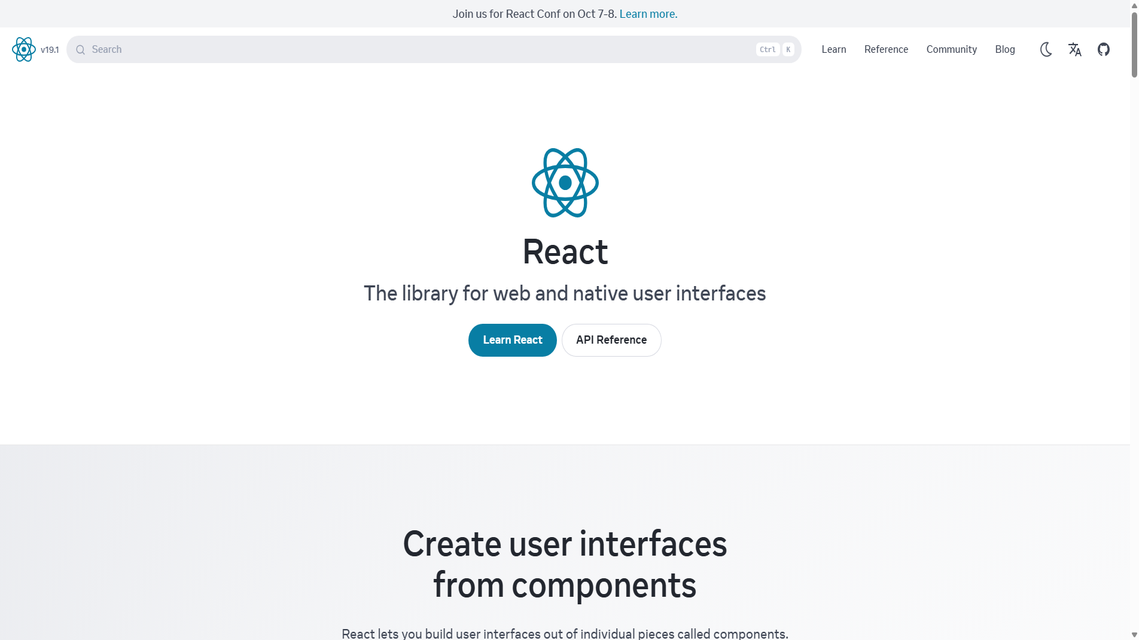 Join us for React Conf on Oct 7-8. Learn more.
v19.1 Search Ctrl K Learn Reference Community Blog
React
The library for web and native user interfaces
Learn React API Reference
Create user interfaces
from components
React lets you build user interfaces out of individual pieces called components.